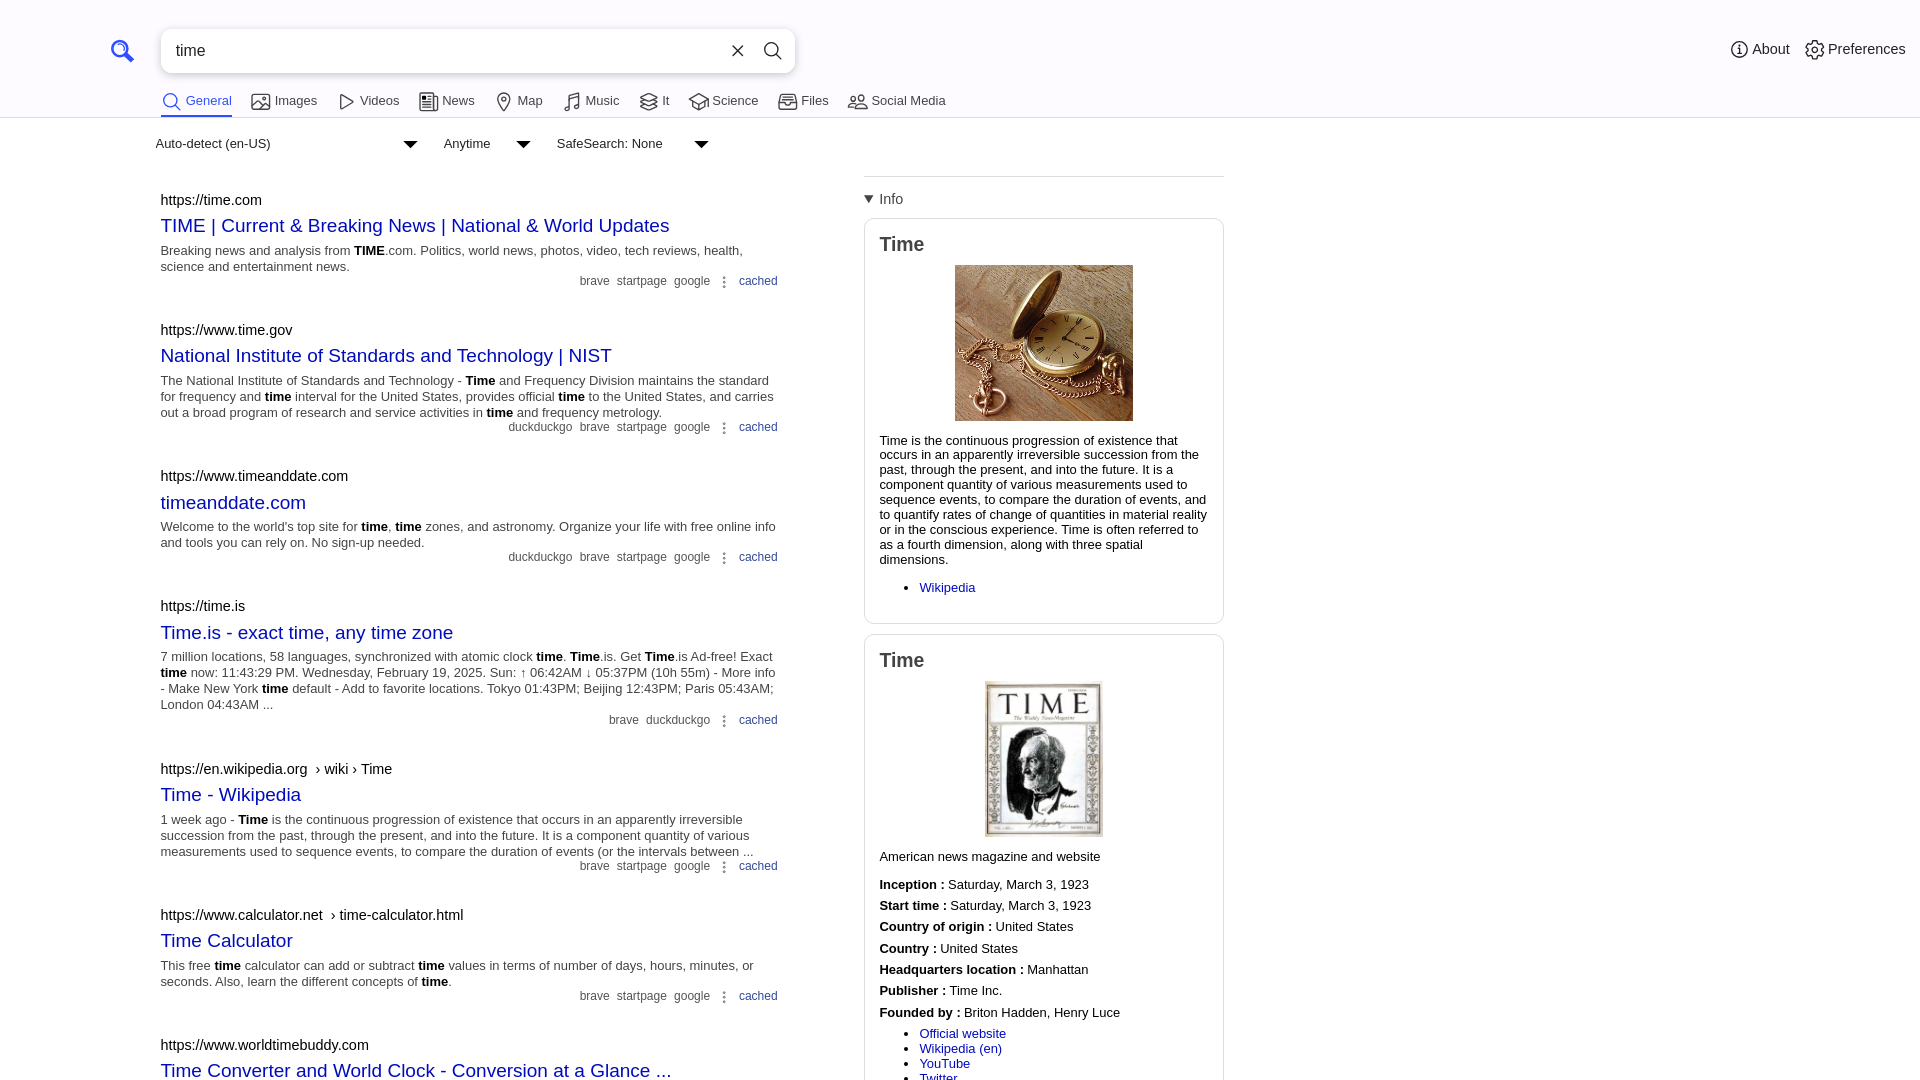 time
About
Preferences
General
Images
Videos
News
Map
Music
It
Science
Files
Social Media
Auto-detect (en-US)
Anytime
SafeSearch: None
https://time.com
TIME | Current & Breaking News | National & World Updates
Breaking news and analysis from TIME.com. Politics, world news, photos, video, tech reviews, health,
science and entertainment news.
brave startpage google cached
https://www.time.gov
National Institute of Standards and Technology | NIST
The National Institute of Standards and Technology - Time and Frequency Division maintains the standard
for frequency and time interval for the United States, provides official time to the United States, and carries
out a broad program of research and service activities in time and frequency metrology.
duckduckgo brave startpage google cached
https://www.timeanddate.com
timeanddate.com
Welcome to the world's top site for time, time zones, and astronomy. Organize your life with free online info
and tools you can rely on. No sign-up needed.
duckduckgo brave startpage google cached
https://time.is
Time.is - exact time, any time zone
7 million locations, 58 languages, synchronized with atomic clock time. Time.is. Get Time.is Ad-free! Exact
time now: 11:43:29 PM. Wednesday, February 19, 2025. Sun: ↑ 06:42AM ↓ 05:37PM (10h 55m) - More info
- Make New York time default - Add to favorite locations. Tokyo 01:43PM; Beijing 12:43PM; Paris 05:43AM;
London 04:43AM ...
brave duckduckgo cached
https://en.wikipedia.org › wiki › Time
Time - Wikipedia
1 week ago - Time is the continuous progression of existence that occurs in an apparently irreversible
succession from the past, through the present, and into the future. It is a component quantity of various
measurements used to sequence events, to compare the duration of events (or the intervals between ...
brave startpage google cached
https://www.calculator.net › time-calculator.html
Time Calculator
This free time calculator can add or subtract time values in terms of number of days, hours, minutes, or
seconds. Also, learn the different concepts of time.
brave startpage google cached
https://www.worldtimebuddy.com
Time Converter and World Clock - Conversion at a Glance ...
Info
Time
Time is the continuous progression of existence that
occurs in an apparently irreversible succession from the
past, through the present, and into the future. It is a
component quantity of various measurements used to
sequence events, to compare the duration of events, and
to quantify rates of change of quantities in material reality
or in the conscious experience. Time is often referred to
as a fourth dimension, along with three spatial
dimensions.
Wikipedia
Time
TIME
The Weekly News-Magazine
American news magazine and website
Inception : Saturday, March 3, 1923
Start time : Saturday, March 3, 1923
Country of origin : United States
Country : United States
Headquarters location : Manhattan
Publisher : Time Inc.
Founded by : Briton Hadden, Henry Luce
Official website
Wikipedia (en)
YouTube
Twitter